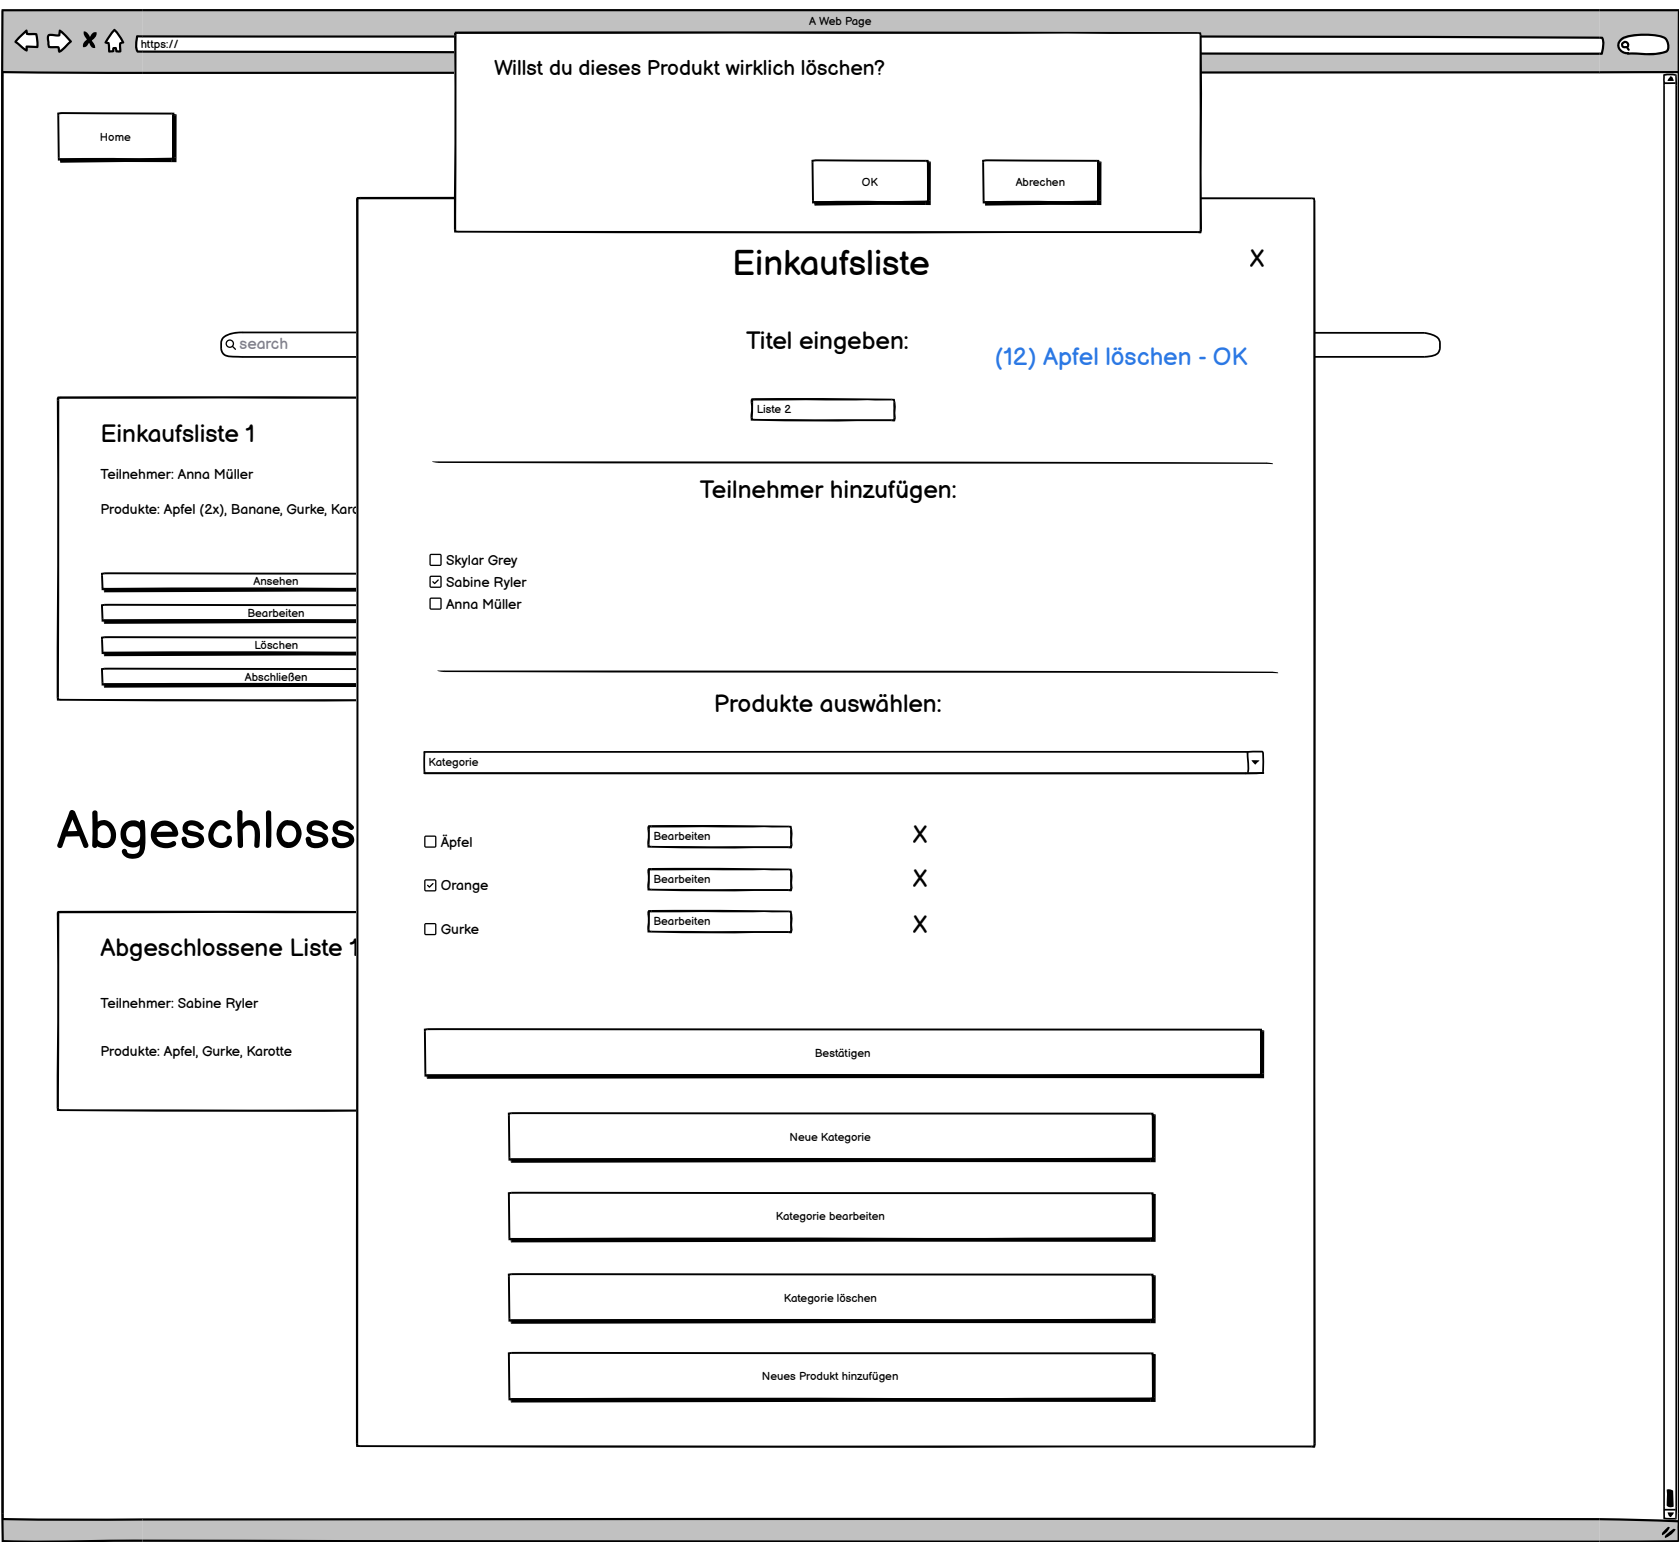 A Web Page
https://
Willst du dieses Produkt wirklich löschen?
Home
OK
Abrechen
Einkaufsliste
X
search
Titel eingeben:
(12) Apfel löschen - OK
Liste 2
Einkaufsliste 1
Teilnehmer: Anna Müller
Produkte: Apfel (2x), Banane, Gurke, Karo
Ansehen
Bearbeiten
Löschen
Abschließen
Teilnehmer hinzufügen:
Skylar Grey
Sabine Ryler
Anna Müller
Produkte auswählen:
Kategorie
Abgeschloss
Äpfel
Bearbeiten
X
Orange
Bearbeiten
X
Gurke
Bearbeiten
X
Abgeschlossene Liste 1
Teilnehmer: Sabine Ryler
Produkte: Apfel, Gurke, Karotte
Bestätigen
Neue Kategorie
Kategorie bearbeiten
Kategorie löschen
Neues Produkt hinzufügen